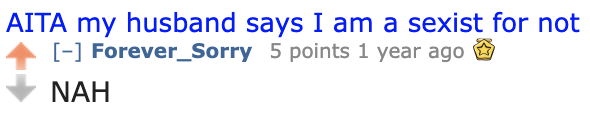 AITA my husband says I am a sexist for not
[–] Forever_Sorry 5 points 1 year ago
NAH